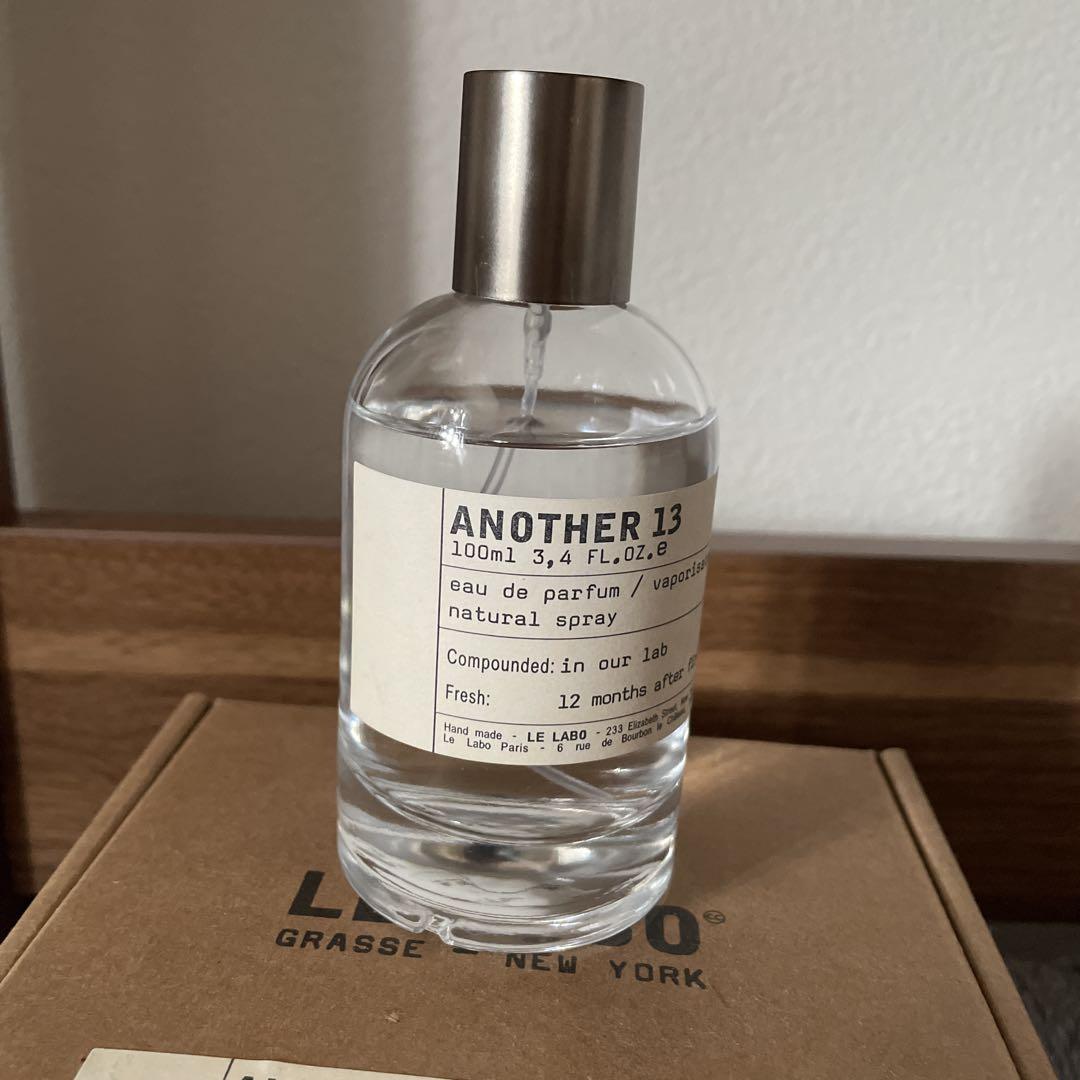 ANOTHER 13
100ml 3,4 FL.OZ.e
eau de parfum /
natural spray
Compounded: in our lab
Fresh: 12 months after
Hand made - LE LABO - 233 Elizabeth Street,
Le Labo Paris - 6 rue de Bourbon le
GRASSE — NEW YORK